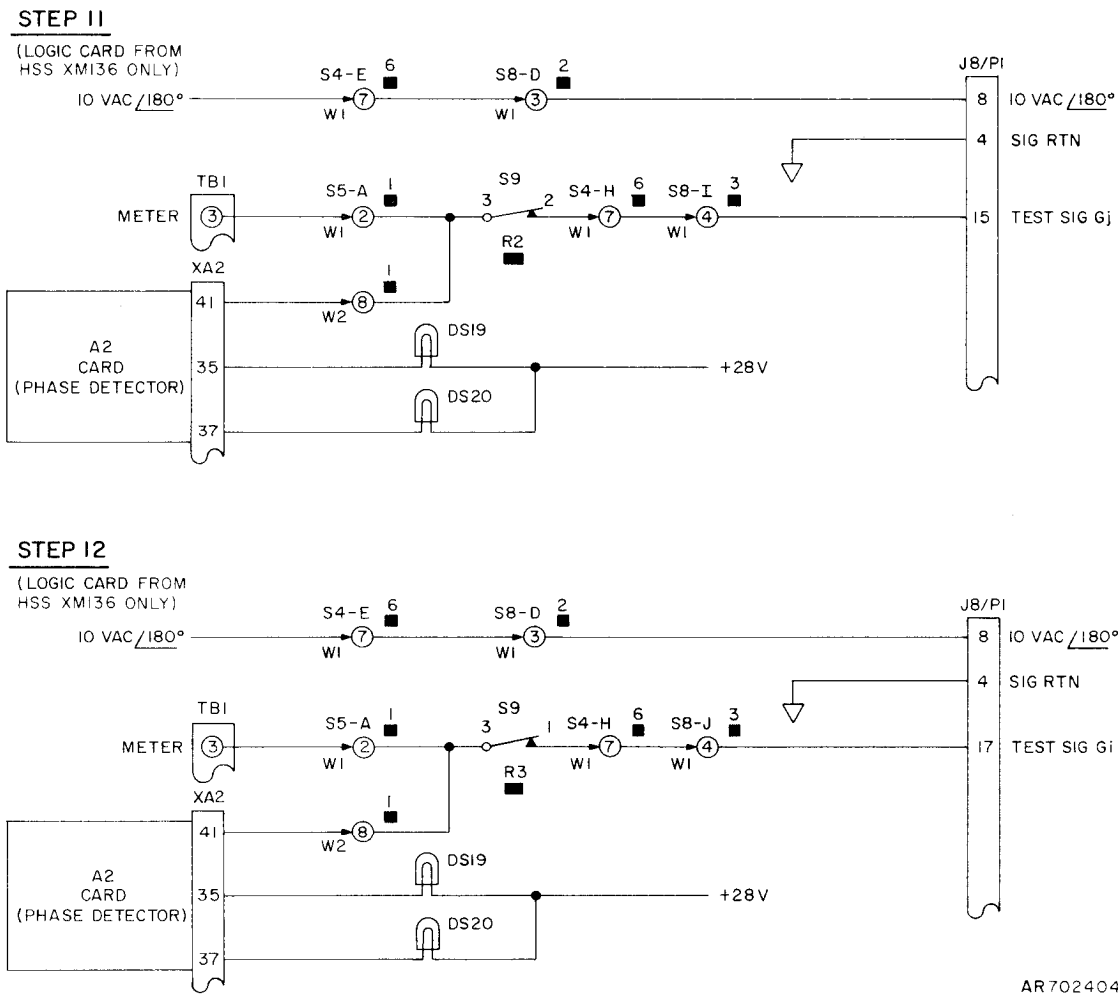 STEP 11
(LOGIC CARD FROM
HSS XM136 ONLY)
10 VAC /180°
S4-E 6
7
W1
S8-D 2
3
W1
J8/P1
8 10 VAC /180°
4 SIG RTN
TB1
METER 3
S5-A 1
2
W1
S9
3 2
R2
S4-H 6
7
W1
S8-I 3
4
W1
15 TEST SIG Gj
XA2
41
1
8
W2
A2
CARD
(PHASE DETECTOR)
35
DS19
+28V
DS20
37
STEP 12
(LOGIC CARD FROM
HSS XM136 ONLY)
10 VAC /180°
S4-E 6
7
W1
S8-D 2
3
W1
J8/P1
8 10 VAC /180°
4 SIG RTN
TB1
METER 3
S5-A 1
2
W1
S9
3 1
R3
S4-H 6
7
W1
S8-J 3
4
W1
17 TEST SIG Gi
XA2
41
1
8
W2
A2
CARD
(PHASE DETECTOR)
35
DS19
+28V
DS20
37
AR702404